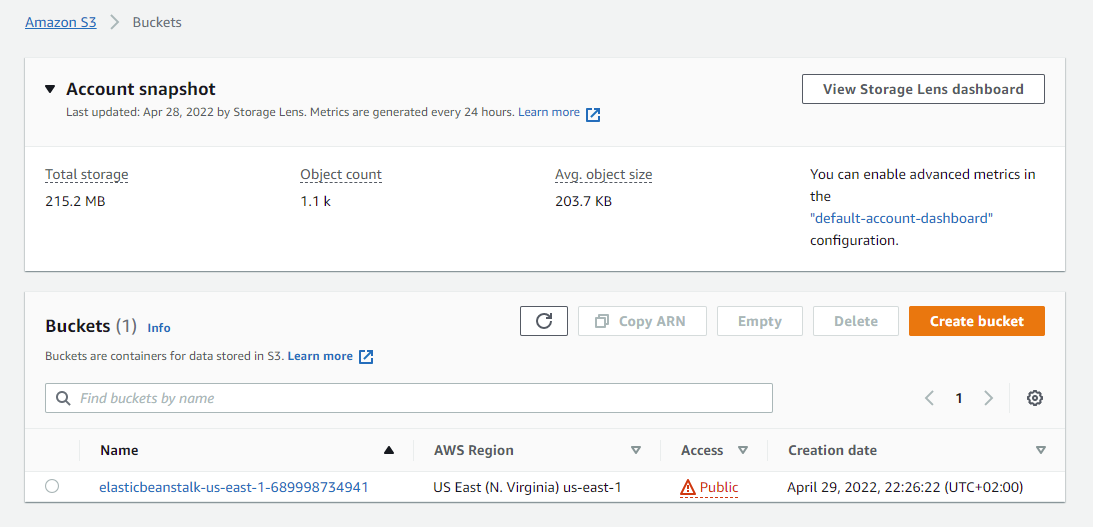 Amazon S3 > Buckets
Account snapshot
View Storage Lens dashboard
Last updated: Apr 28, 2022 by Storage Lens. Metrics are generated every 24 hours. Learn more
Total storage
215.2 MB
Object count
1.1 k
Avg. object size
203.7 KB
You can enable advanced metrics in
the
"default-account-dashboard"
configuration.
Buckets (1) Info
Copy ARN
Empty
Delete
Create bucket
Buckets are containers for data stored in S3. Learn more
Find buckets by name
1
Name AWS Region Access Creation date
elasticbeanstalk-us-east-1-689998734941 US East (N. Virginia) us-east-1 Public April 29, 2022, 22:26:22 (UTC+02:00)